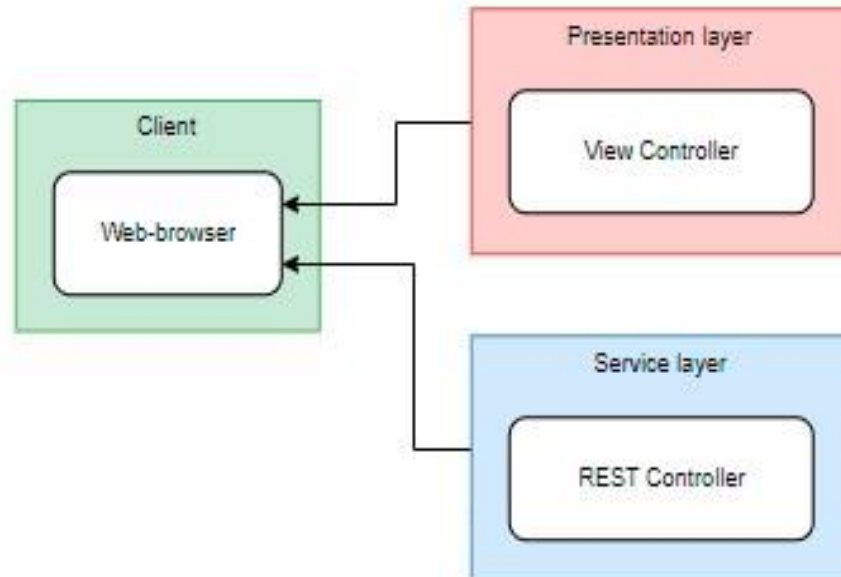 Presentation layer
View Controller
Client
Web-browser
Service layer
REST Controller